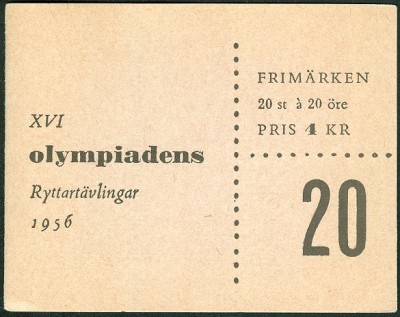 XVI
olympiadens
Ryttartävlingar
1956
FRIMÄRKEN
20 st à 20 öre
PRIS 4 KR
20